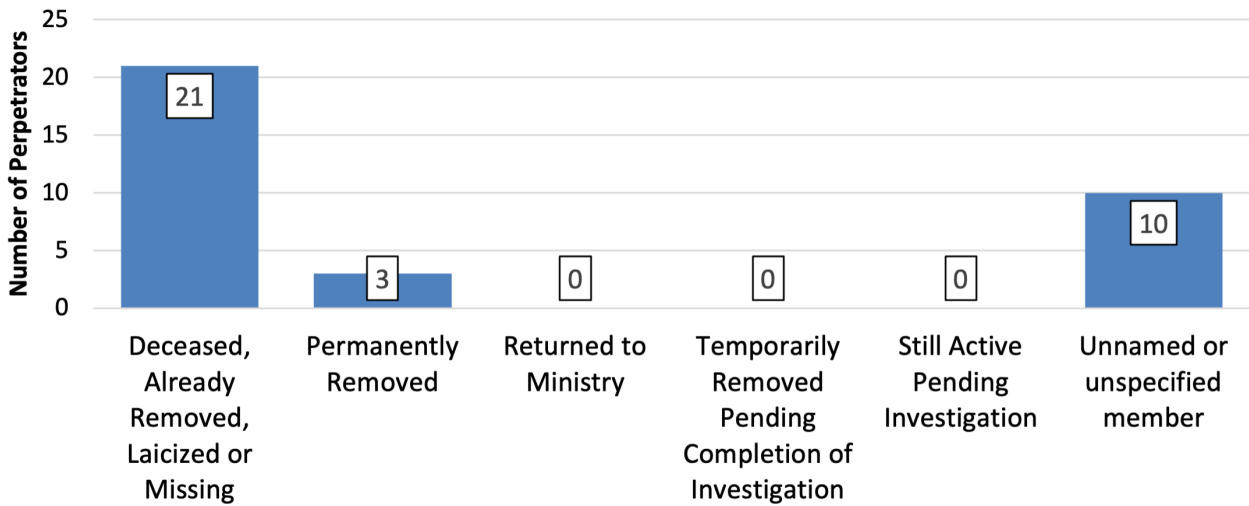 Number of Perpetrators
25
20
15
10
5
0
21
3
0
0
0
10
Deceased,
Already
Removed,
Laicized or
Missing
Permanently
Removed
Returned to
Ministry
Temporarily
Removed
Pending
Completion of
Investigation
Still Active
Pending
Investigation
Unnamed or
unspecified
member